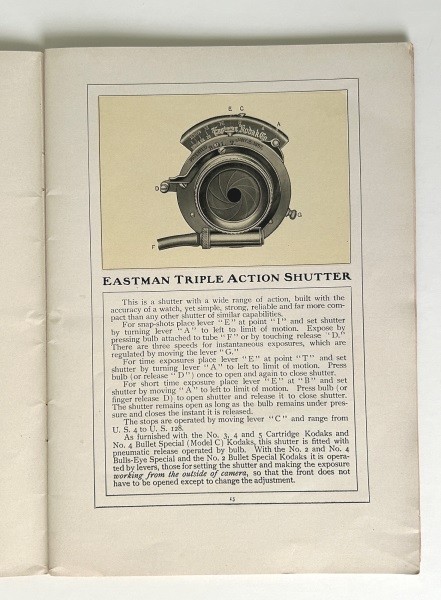 E C
A
Eastman Kodak Co.
D
G
F
EASTMAN TRIPLE ACTION SHUTTER
This is a shutter with a wide range of action, built with the
accuracy of a watch, yet simple, strong, reliable and far more com-
pact than any other shutter of similar capabilities.
For snap-shots place lever "E" at point "I" and set shutter
by turning lever "A" to left to limit of motion. Expose by
pressing bulb attached to tube "F" or by touching release "D."
There are three speeds for instantaneous exposures, which are
regulated by moving the lever "G."
For time exposures place lever "E" at point "T" and set
shutter by turning lever "A" to left to limit of motion. Press
bulb (or release "D") once to open and again to close shutter.
For short time exposure place lever "E" at "B" and set
shutter by moving "A" to left to limit of motion. Press bulb (or
finger release D) to open shutter and release it to close shutter.
The shutter remains open as long as the bulb remains under pres-
sure and closes the instant it is released.
The stops are operated by moving lever "C" and range from
U. S. 4 to U. S. 128.
As furnished with the No. 3, 4 and 5 Cartridge Kodaks and
No. 4 Bullet Special (Model C) Kodaks, this shutter is fitted with
pneumatic release operated by bulb. With the No. 2 and No. 4
Bulls-Eye Special and the No. 2 Bullet Special Kodaks it is opera-
ted by levers, those for setting the shutter and making the exposure
working from the outside of camera, so that the front does not
have to be opened except to change the adjustment.
13